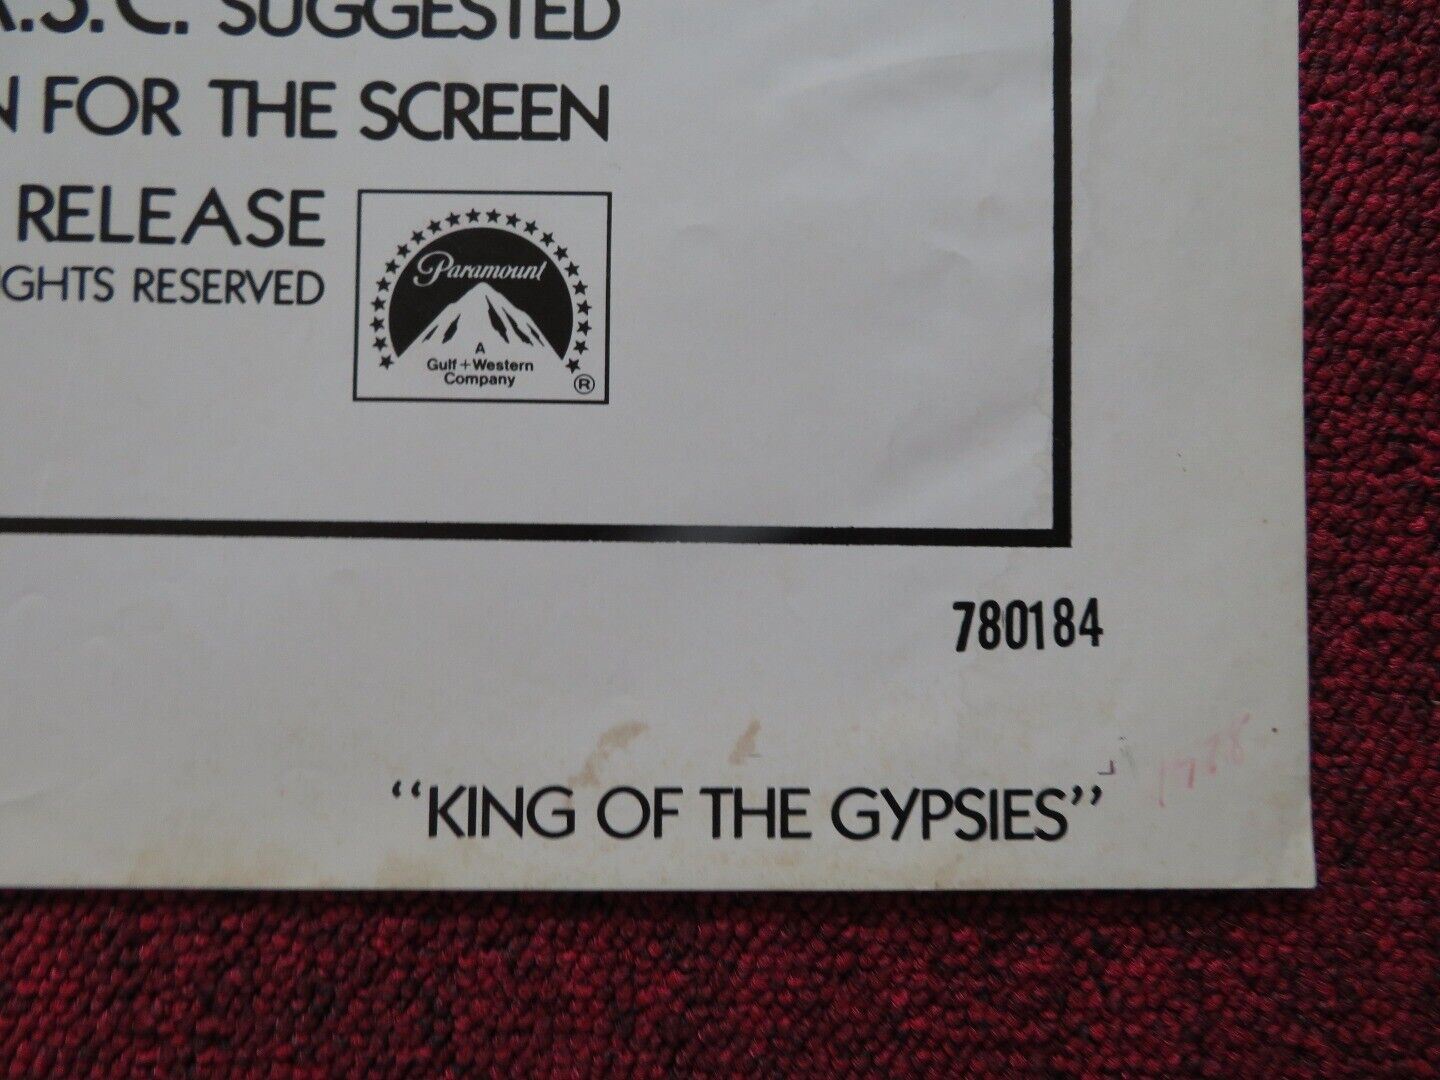 A.S.C. SUGGESTED
N FOR THE SCREEN
RELEASE
GHTS RESERVED
Paramount
A
Gulf+Western
Company
®
780184
"KING OF THE GYPSIES"
1978